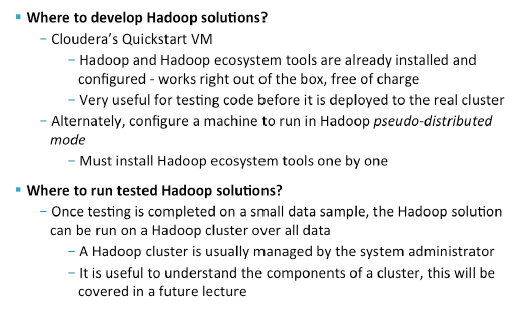 ▪ Where to develop Hadoop solutions?
– Cloudera's Quickstart VM
– Hadoop and Hadoop ecosystem tools are already installed and
configured - works right out of the box, free of charge
– Very useful for testing code before it is deployed to the real cluster
– Alternately, configure a machine to run in Hadoop pseudo-distributed
mode
– Must install Hadoop ecosystem tools one by one
▪ Where to run tested Hadoop solutions?
– Once testing is completed on a small data sample, the Hadoop solution
can be run on a Hadoop cluster over all data
– A Hadoop cluster is usually managed by the system administrator
– It is useful to understand the components of a cluster, this will be
covered in a future lecture